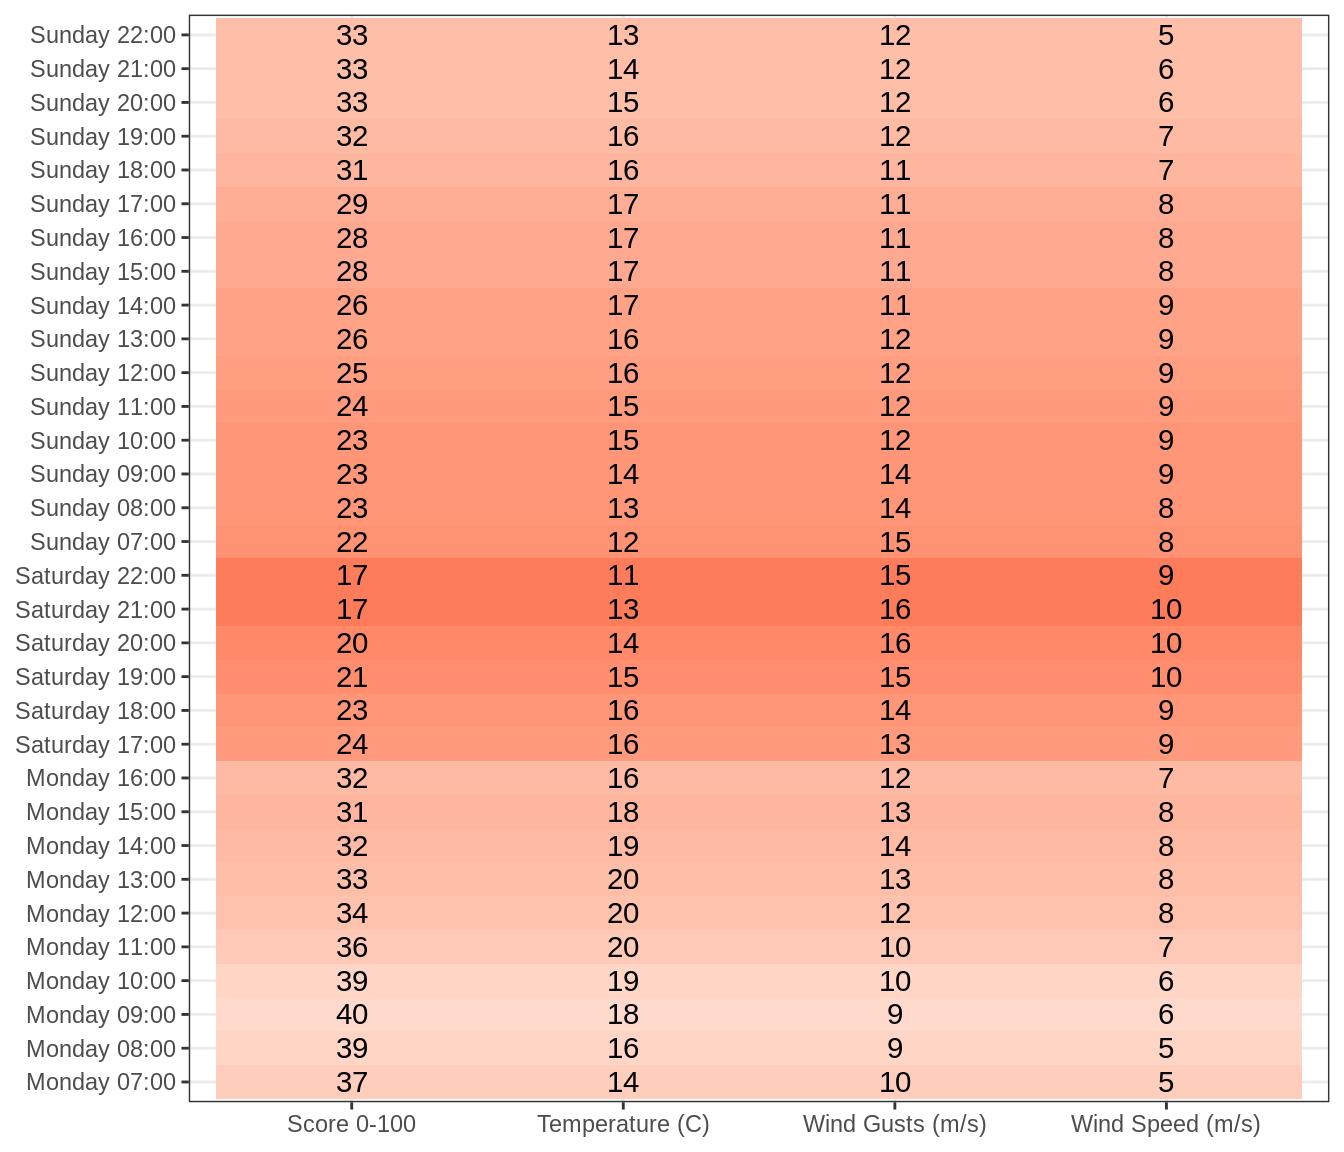 Sunday 22:00 33 13 12 5
Sunday 21:00 33 14 12 6
Sunday 20:00 33 15 12 6
Sunday 19:00 32 16 12 7
Sunday 18:00 31 16 11 7
Sunday 17:00 29 17 11 8
Sunday 16:00 28 17 11 8
Sunday 15:00 28 17 11 8
Sunday 14:00 26 17 11 9
Sunday 13:00 26 16 12 9
Sunday 12:00 25 16 12 9
Sunday 11:00 24 15 12 9
Sunday 10:00 23 15 12 9
Sunday 09:00 23 14 14 9
Sunday 08:00 23 13 14 8
Sunday 07:00 22 12 15 8
Saturday 22:00 17 11 15 9
Saturday 21:00 17 13 16 10
Saturday 20:00 20 14 16 10
Saturday 19:00 21 15 15 10
Saturday 18:00 23 16 14 9
Saturday 17:00 24 16 13 9
Monday 16:00 32 16 12 7
Monday 15:00 31 18 13 8
Monday 14:00 32 19 14 8
Monday 13:00 33 20 13 8
Monday 12:00 34 20 12 8
Monday 11:00 36 20 10 7
Monday 10:00 39 19 10 6
Monday 09:00 40 18 9 6
Monday 08:00 39 16 9 5
Monday 07:00 37 14 10 5
Score 0-100 Temperature (C) Wind Gusts (m/s) Wind Speed (m/s)